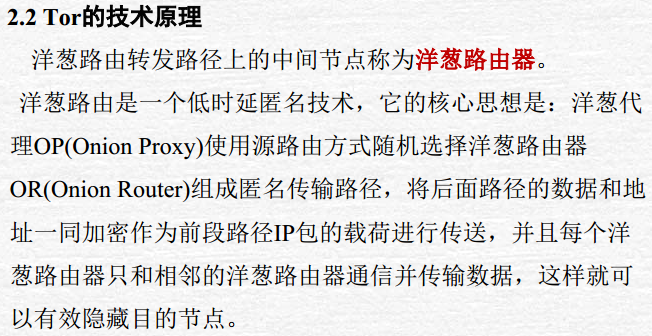 2.2 Tor的技术原理
洋葱路由转发路径上的中间节点称为洋葱路由器。
洋葱路由是一个低时延匿名技术，它的核心思想是：洋葱代
理OP(Onion Proxy)使用源路由方式随机选择洋葱路由器
OR(Onion Router)组成匿名传输路径，将后面路径的数据和地
址一同加密作为前段路径IP包的载荷进行传送，并且每个洋
葱路由器只和相邻的洋葱路由器通信并传输数据，这样就可
以有效隐藏目的节点。